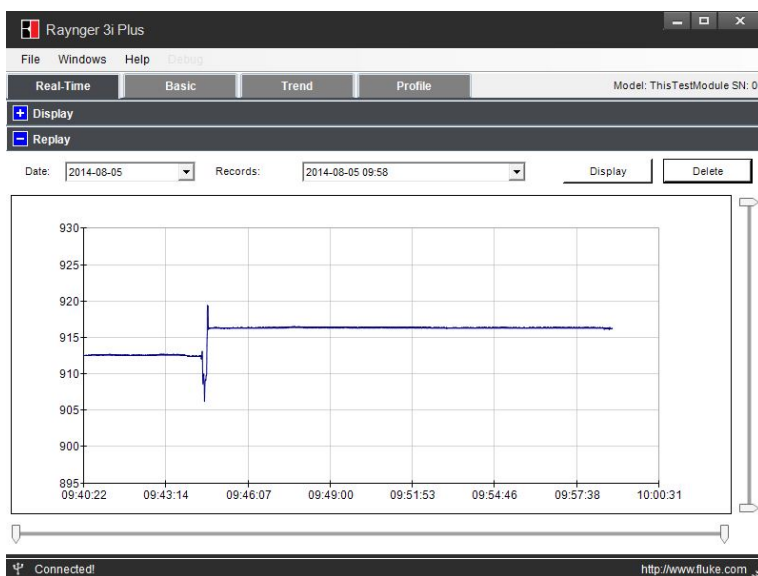 Raynger 3i Plus
File Windows Help Debug
Real-Time Basic Trend Profile Model: ThisTestModule SN: 0
Display
Replay
Date: 2014-08-05 Records: 2014-08-05 09:58 Display Delete
930
925
920
915
910
905
900
895
09:40:22 09:43:14 09:46:07 09:49:00 09:51:53 09:54:46 09:57:38 10:00:31
Connected! http://www.fluke.com